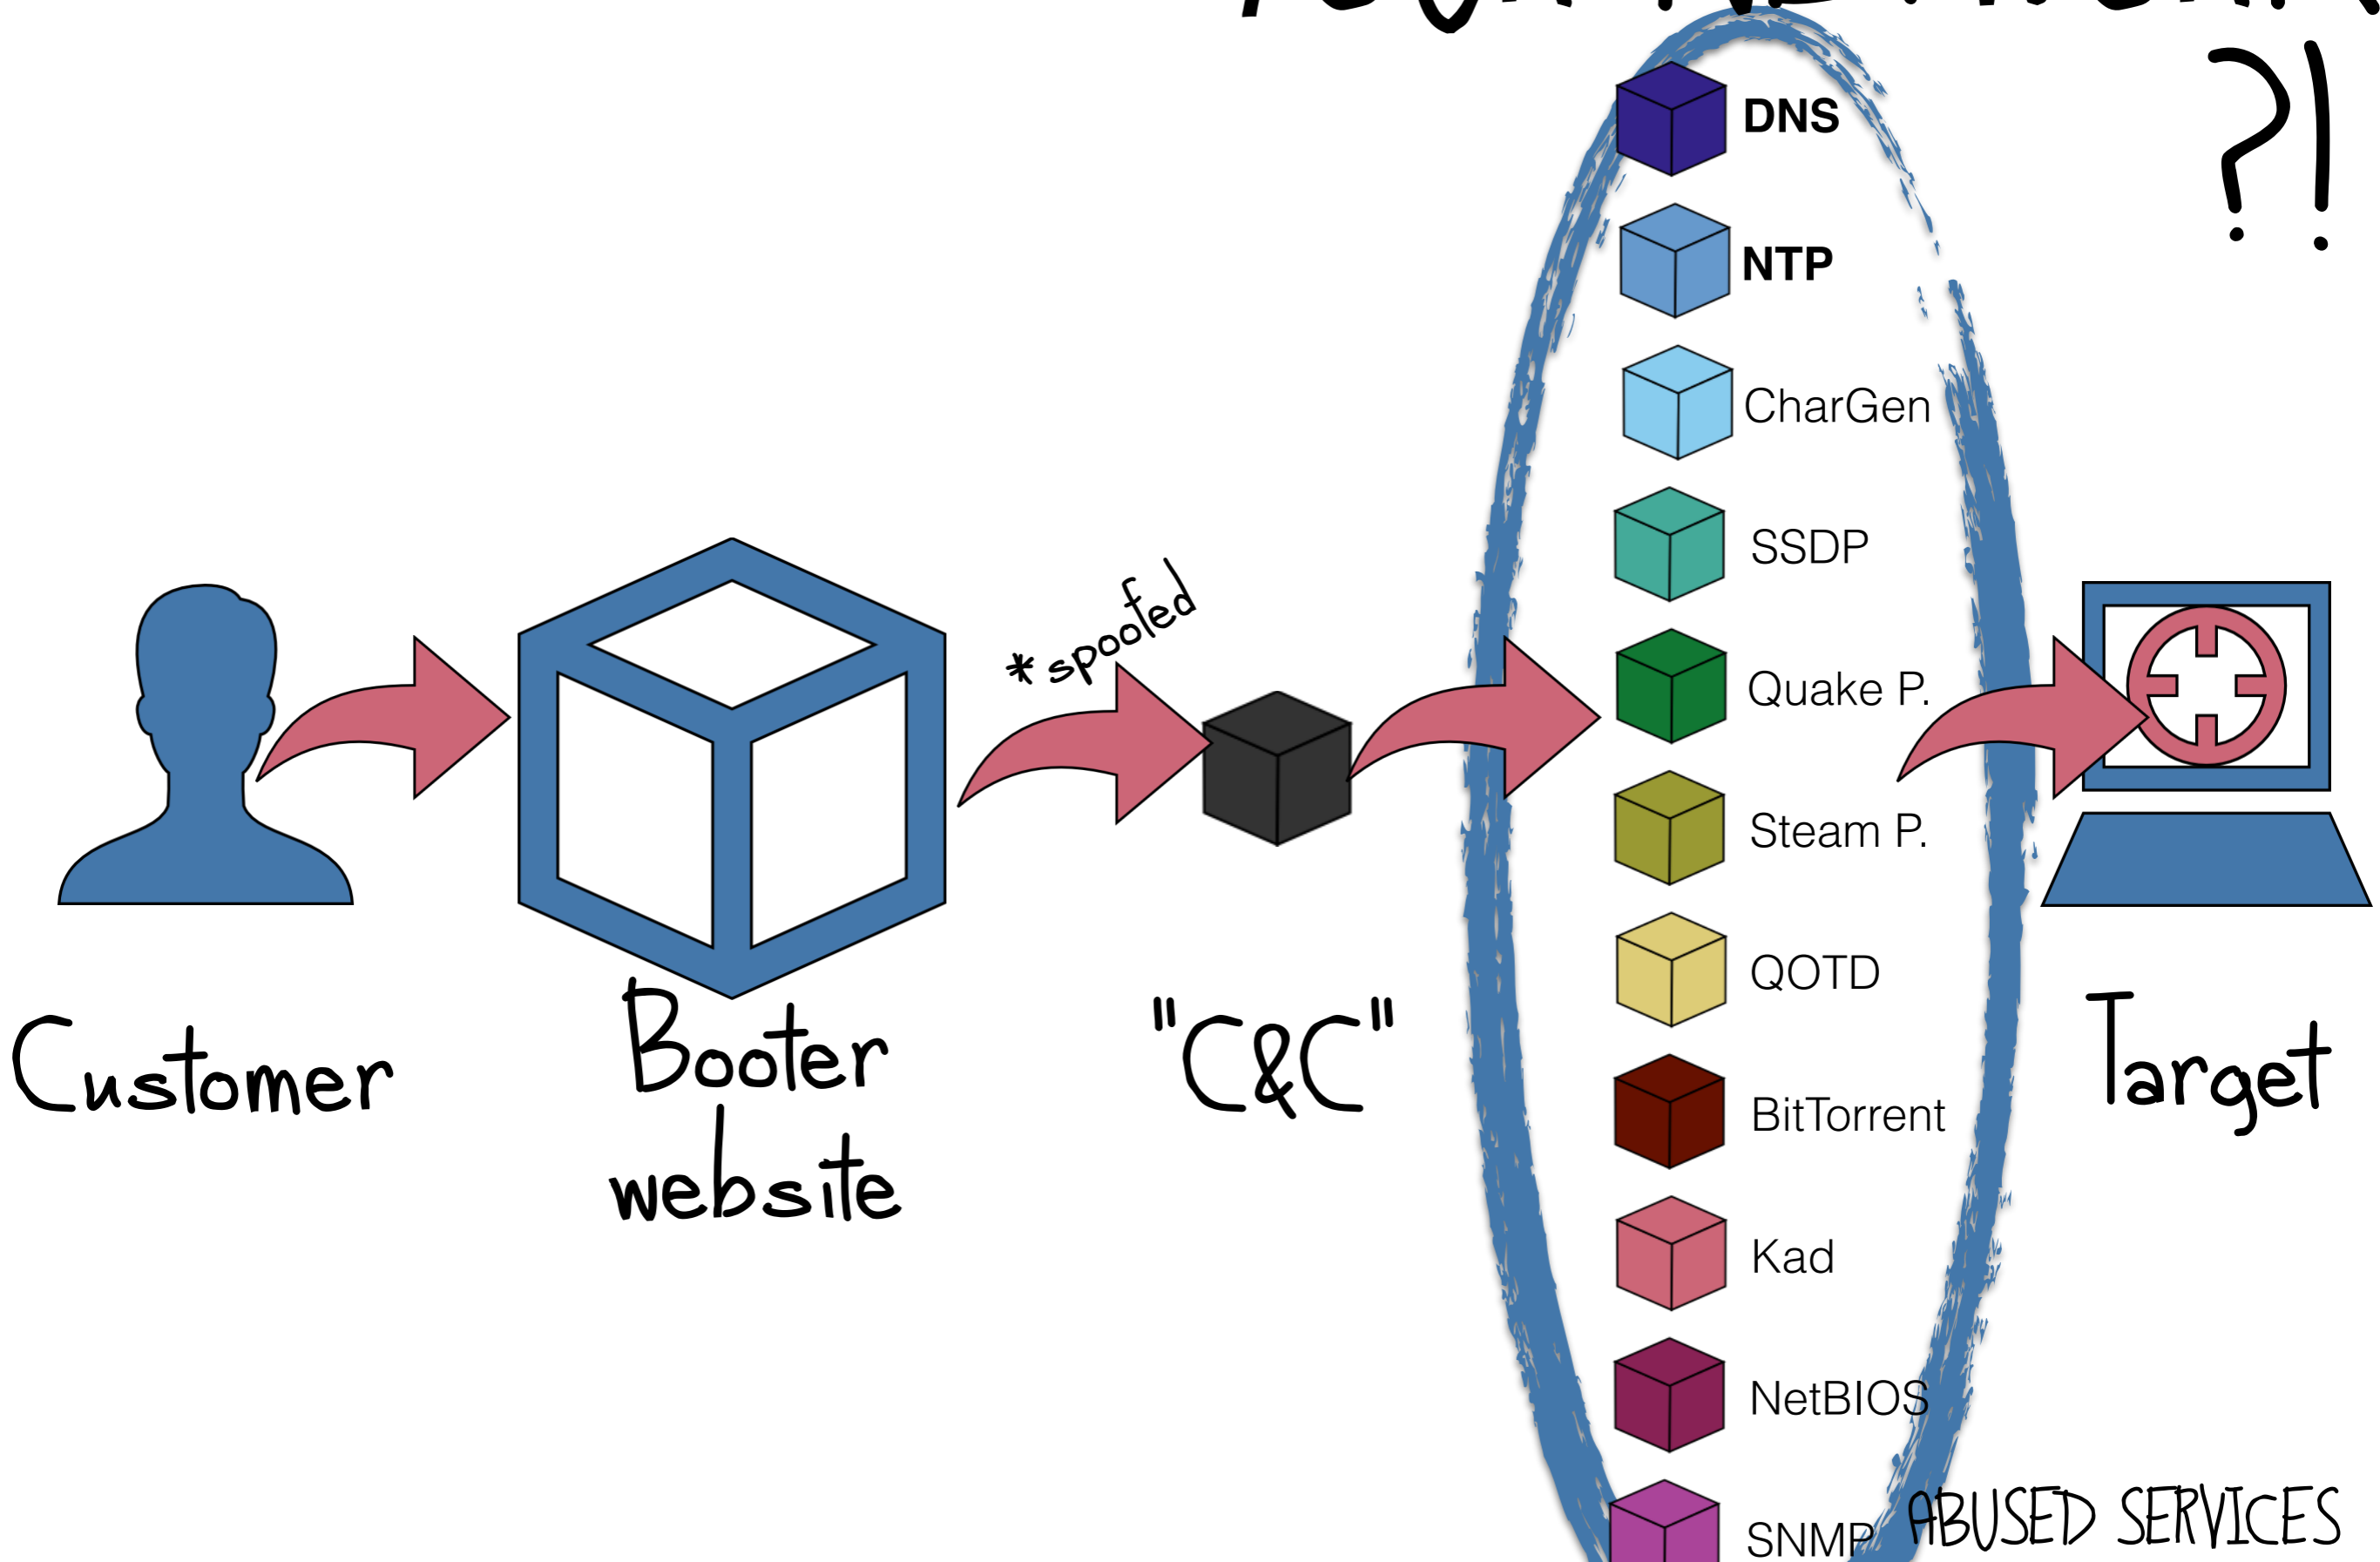 ?!
DNS
NTP
CharGen
SSDP
*spoofed
Quake P.
Steam P.
QOTD
Customer
Booter
website
"C&C"
Target
BitTorrent
Kad
NetBIOS
SNMP
ABUSED SERVICES